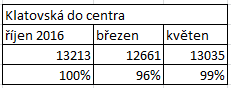 Klatovská do centra
říjen 2016 březen květen
13213 12661 13035
100% 96% 99%